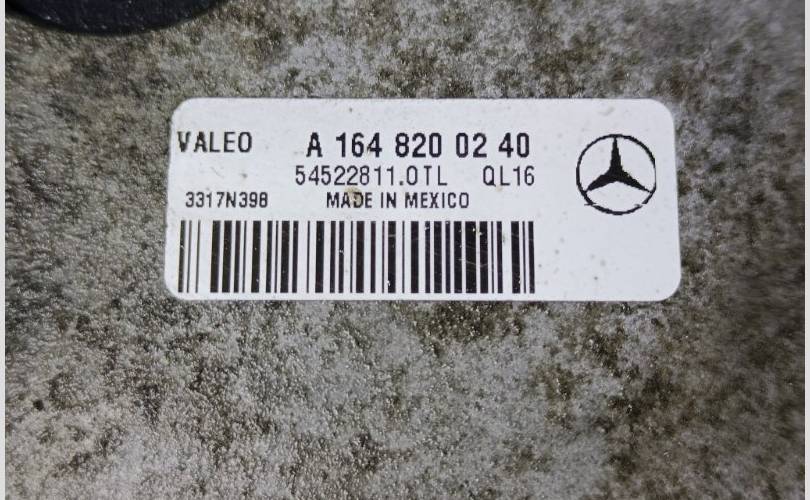 VALEO A 164 820 02 40
54522811.0TL QL16
3317N398 MADE IN MEXICO